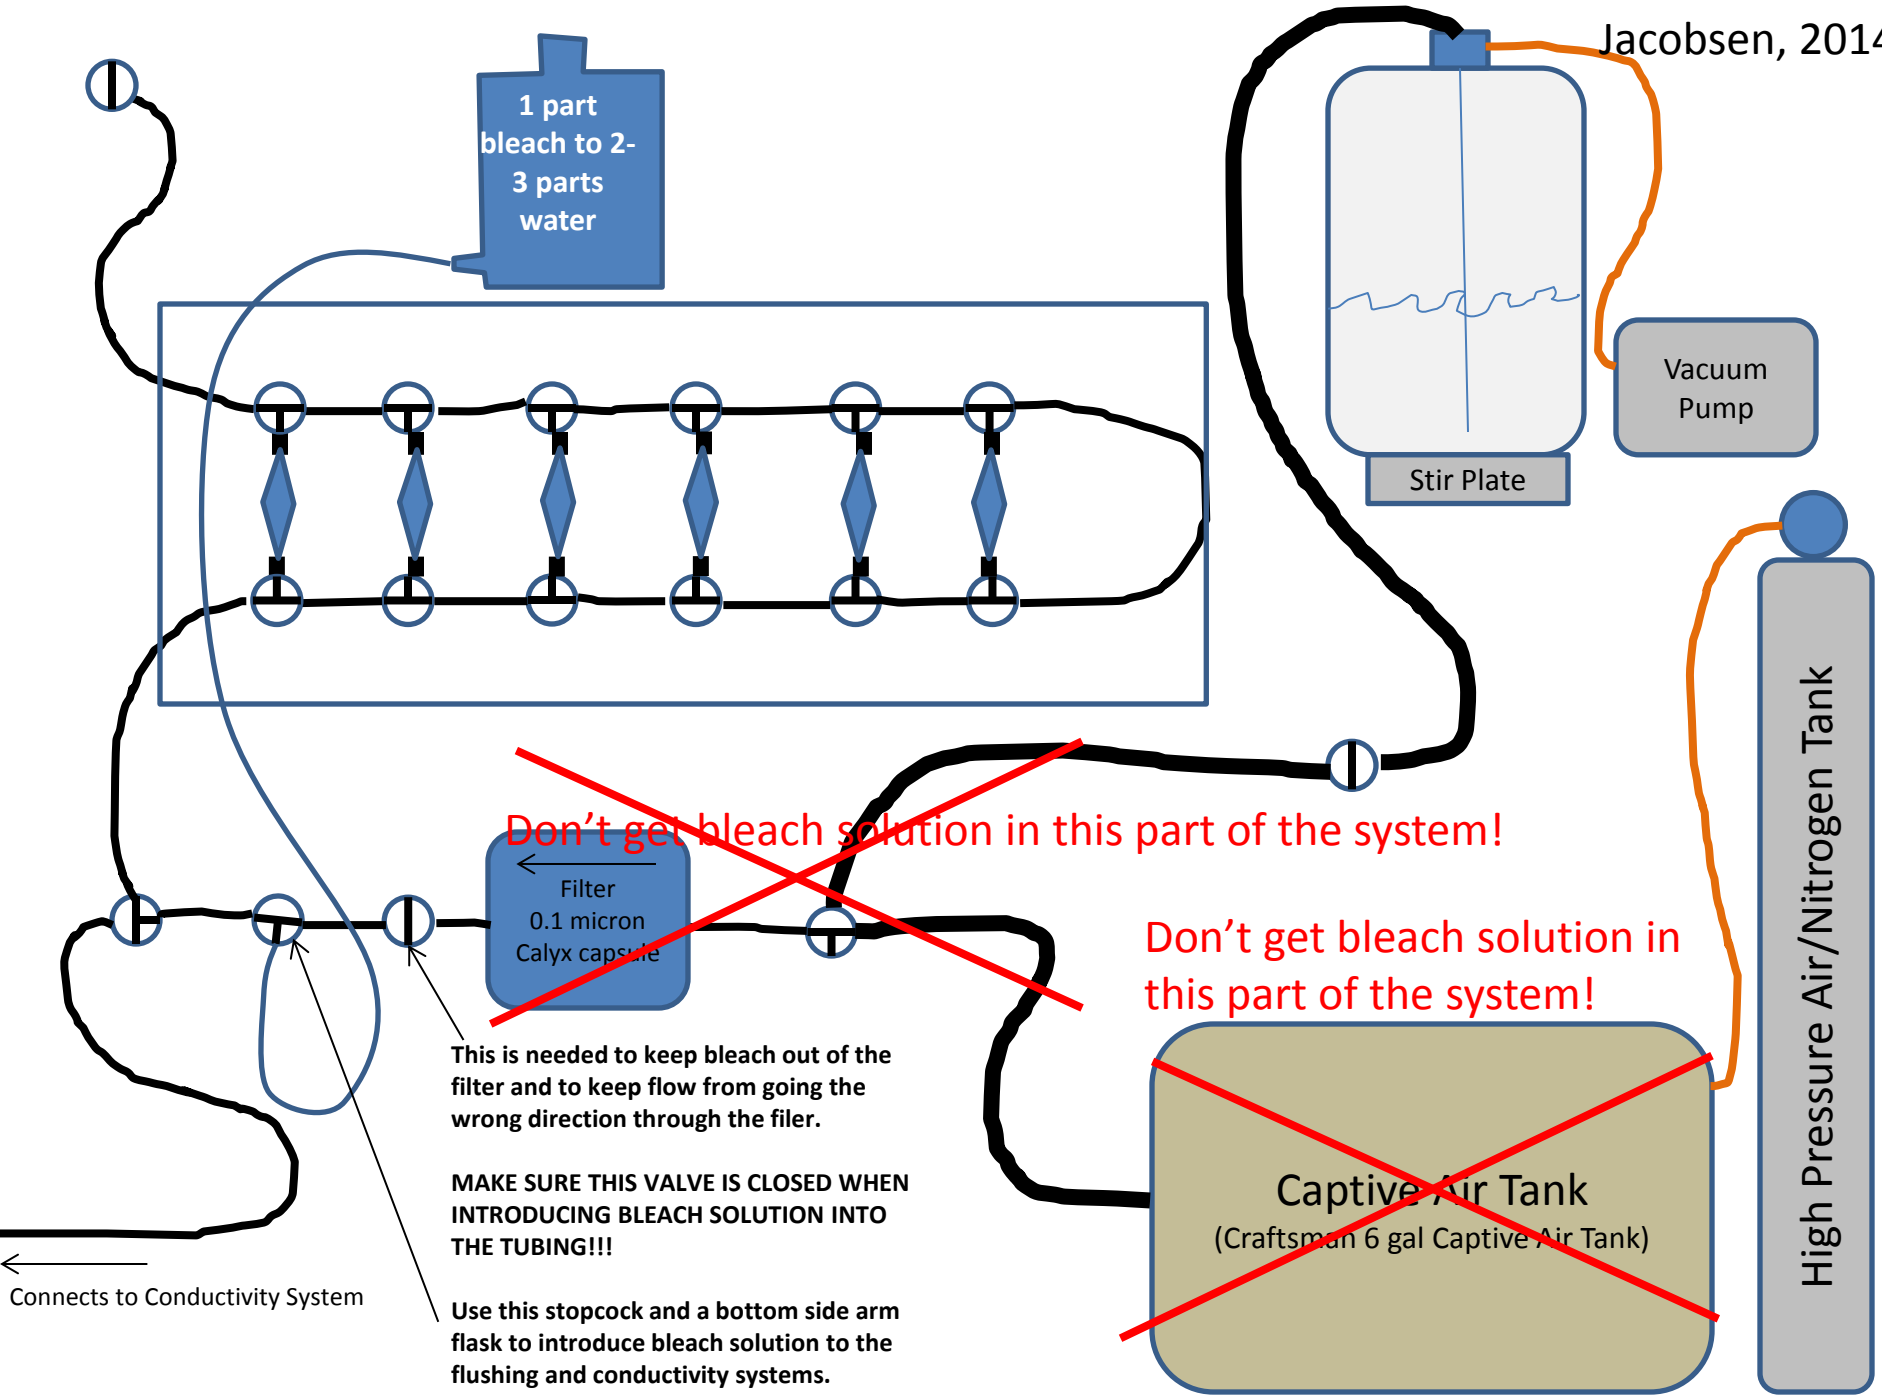 Jacobsen, 2014
1 part
bleach to 2-
3 parts
water
Vacuum
Pump
Stir Plate
High Pressure Air/Nitrogen Tank
Don’t get bleach solution in this part of the system!
Filter
0.1 micron
Calyx capsule
Don’t get bleach solution in
this part of the system!
This is needed to keep bleach out of the
filter and to keep flow from going the
wrong direction through the filer.
MAKE SURE THIS VALVE IS CLOSED WHEN
INTRODUCING BLEACH SOLUTION INTO
THE TUBING!!!
Captive Air Tank
(Craftsman 6 gal Captive Air Tank)
Connects to Conductivity System
Use this stopcock and a bottom side arm
flask to introduce bleach solution to the
flushing and conductivity systems.